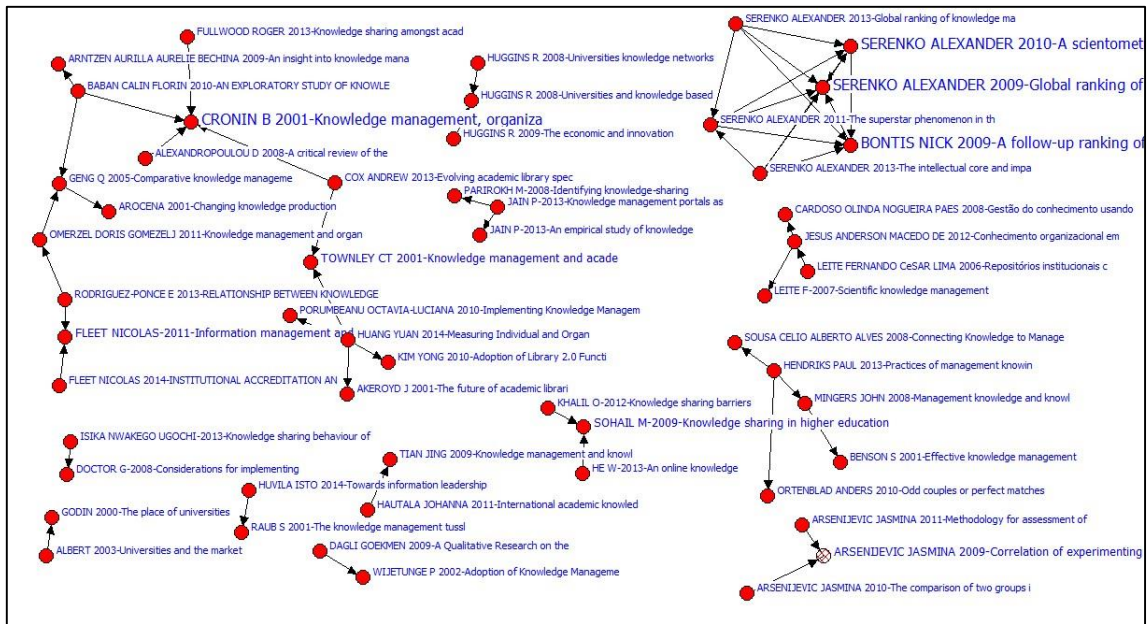 FULLWOOD ROGER 2013-Knowledge sharing amongst acad
ARNTZEN AURILLA AURELIE BECHINA 2009-An insight into knowledge mana
BABAN CALIN FLORIN 2010-AN EXPLORATORY STUDY OF KNOWLE
CRONIN B 2001-Knowledge management, organiza
ALEXANDROPOULOU D 2008-A critical review of the
GENG Q 2005-Comparative knowledge manageme
COX ANDREW 2013-Evolving academic library spec
AROCENA 2001-Changing knowledge production
OMERZEL DORIS GOMEZELJ 2011-Knowledge management and organ
TOWNLEY CT 2001-Knowledge management and acade
RODRIGUEZ-PONCE E 2013-RELATIONSHIP BETWEEN KNOWLEDGE
PORUMBEANU OCTAVIA-LUCIANA 2010-Implementing Knowledge Managem
FLEET NICOLAS-2011-Information management and
HUANG YUAN 2014-Measuring Individual and Organ
KIM YONG 2010-Adoption of Library 2.0 Functi
FLEET NICOLAS 2014-INSTITUTIONAL ACCREDITATION AN
AKEROYD J 2001-The future of academic librari
HUGGINS R 2008-Universities knowledge networks
HUGGINS R 2008-Universities and knowledge based
HUGGINS R 2009-The economic and innovation
PARIROKH M-2008-Identifying knowledge-sharing
JAIN P-2013-Knowledge management portals as
JAIN P-2013-An empirical study of knowledge
SERENKO ALEXANDER 2013-Global ranking of knowledge ma
SERENKO ALEXANDER 2010-A scientomet
SERENKO ALEXANDER 2009-Global ranking of
SERENKO ALEXANDER 2011-The superstar phenomenon in th
BONTIS NICK 2009-A follow-up ranking of
SERENKO ALEXANDER 2013-The intellectual core and impa
CARDOSO OLINDA NOGUEIRA PAES 2008-Gestão do conhecimento usando
JESUS ANDERSON MACEDO DE 2012-Conhecimento organizacional em
LEITE FERNANDO CeSAR LIMA 2006-Repositórios institucionais c
LEITE F-2007-Scientific knowledge management
SOUSA CELIO ALBERTO ALVES 2008-Connecting Knowledge to Manage
HENDRIKS PAUL 2013-Practices of management knowin
MINGERS JOHN 2008-Management knowledge and knowl
BENSON S 2001-Effective knowledge management
ORTENBLAD ANDERS 2010-Odd couples or perfect matches
KHALIL O-2012-Knowledge sharing barriers
SOHAIL M-2009-Knowledge sharing in higher education
HE W-2013-An online knowledge
ISIKA NWAKEGO UGOCHI-2013-Knowledge sharing behaviour of
DOCTOR G-2008-Considerations for implementing
TIAN JING 2009-Knowledge management and knowl
HUVILA ISTO 2014-Towards information leadership
HAUTALA JOHANNA 2011-International academic knowled
GODIN 2000-The place of universities
RAUB S 2001-The knowledge management tussl
ALBERT 2003-Universities and the market
DAGLI GOEKMEN 2009-A Qualitative Research on the
WIJETUNGE P 2002-Adoption of Knowledge Manageme
ARSENIJEVIC JASMINA 2011-Methodology for assessment of
ARSENIJEVIC JASMINA 2009-Correlation of experimenting
ARSENIJEVIC JASMINA 2010-The comparison of two groups i